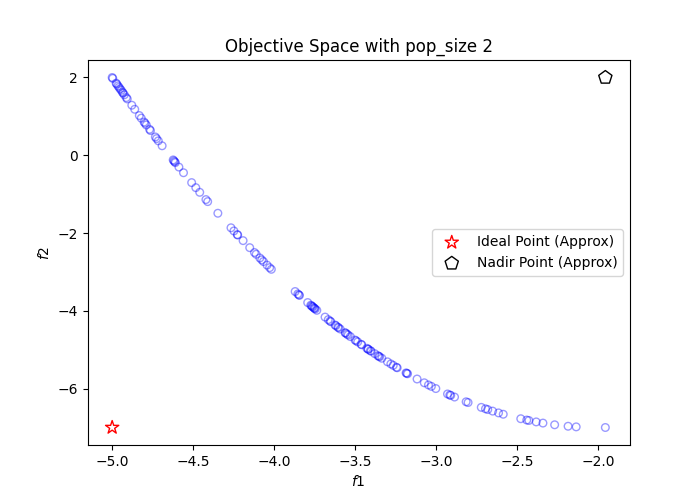 Objective Space with pop_size 2
2
0
−2
−4
−6
f2
Ideal Point (Approx)
Nadir Point (Approx)
−5.0 −4.5 −4.0 −3.5 −3.0 −2.5 −2.0
f1